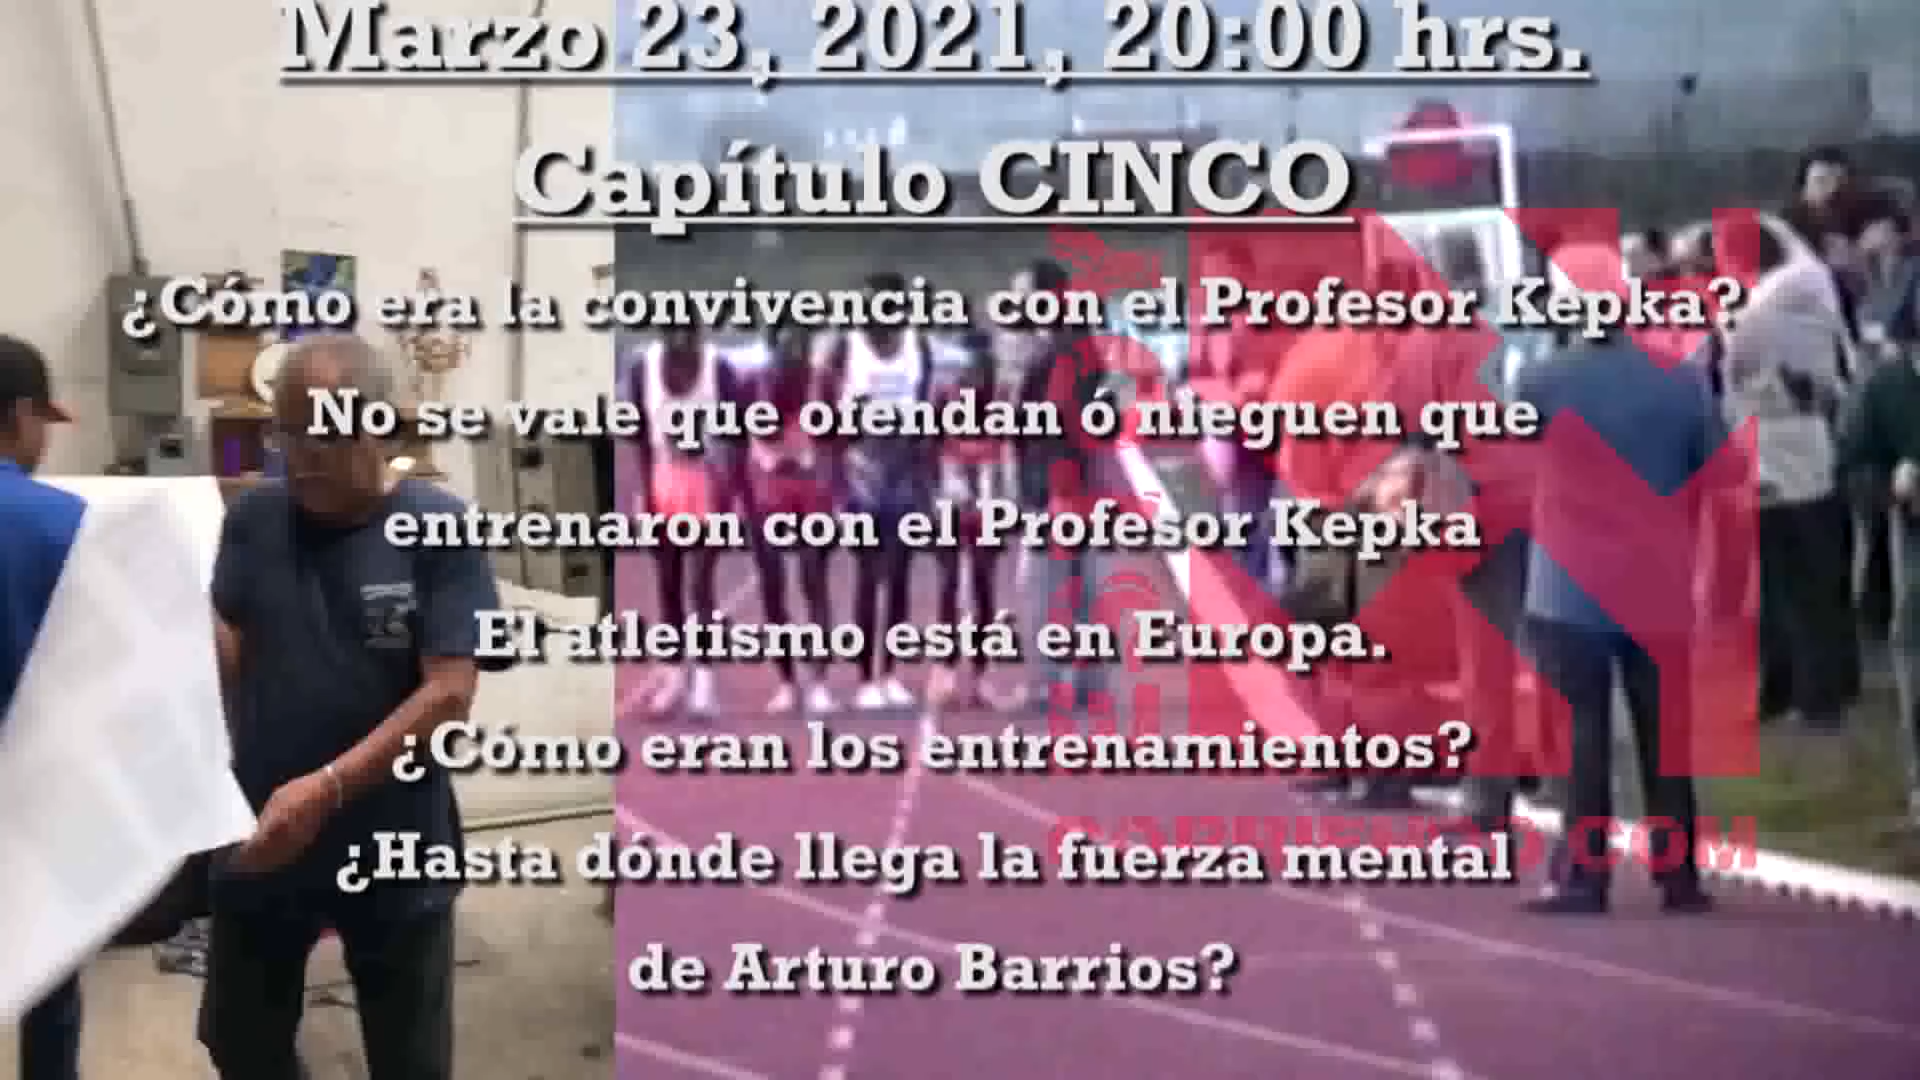 Marzo 23, 2021, 20:00 hrs.
Capítulo CINCO
¿Cómo era la convivencia con el Profesor Kepka?
No se vale que ofendan ó nieguen que
entrenaron con el Profesor Kepka
El atletismo está en Europa.
¿Cómo eran los entrenamientos?
¿Hasta dónde llega la fuerza mental
de Arturo Barrios?